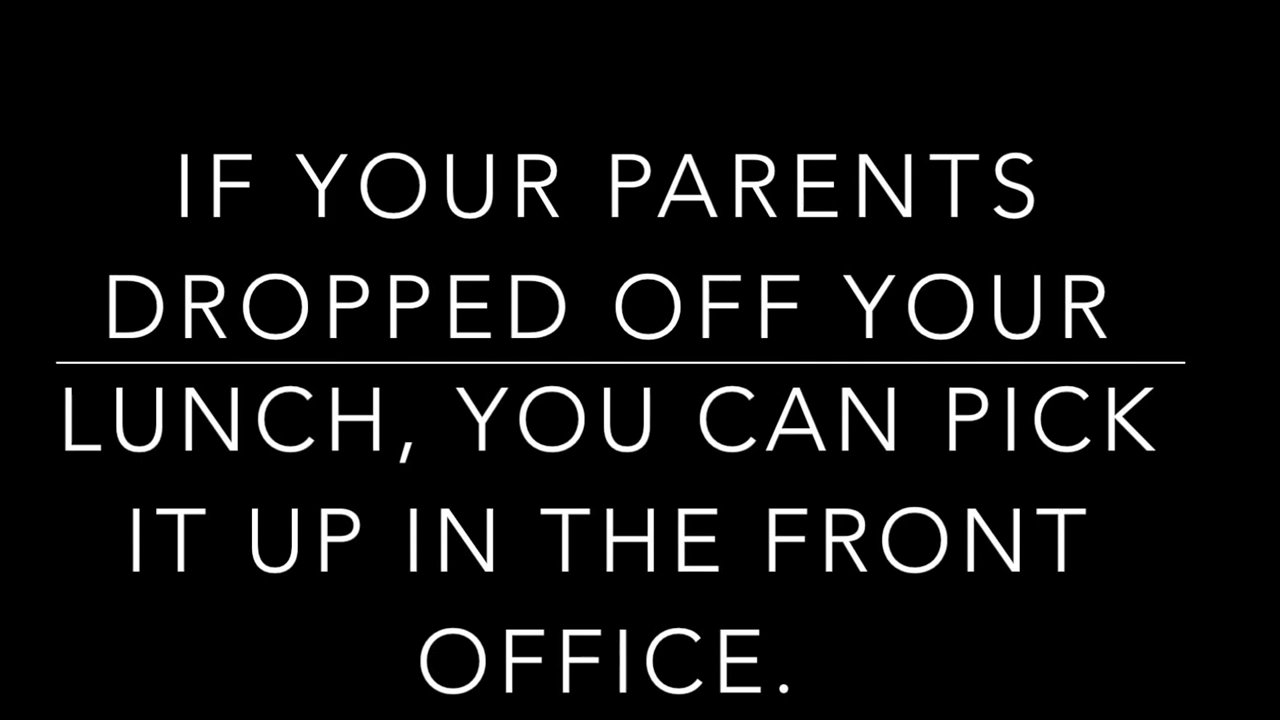 IF YOUR PARENTS
DROPPED OFF YOUR
LUNCH, YOU CAN PICK
IT UP IN THE FRONT
OFFICE.